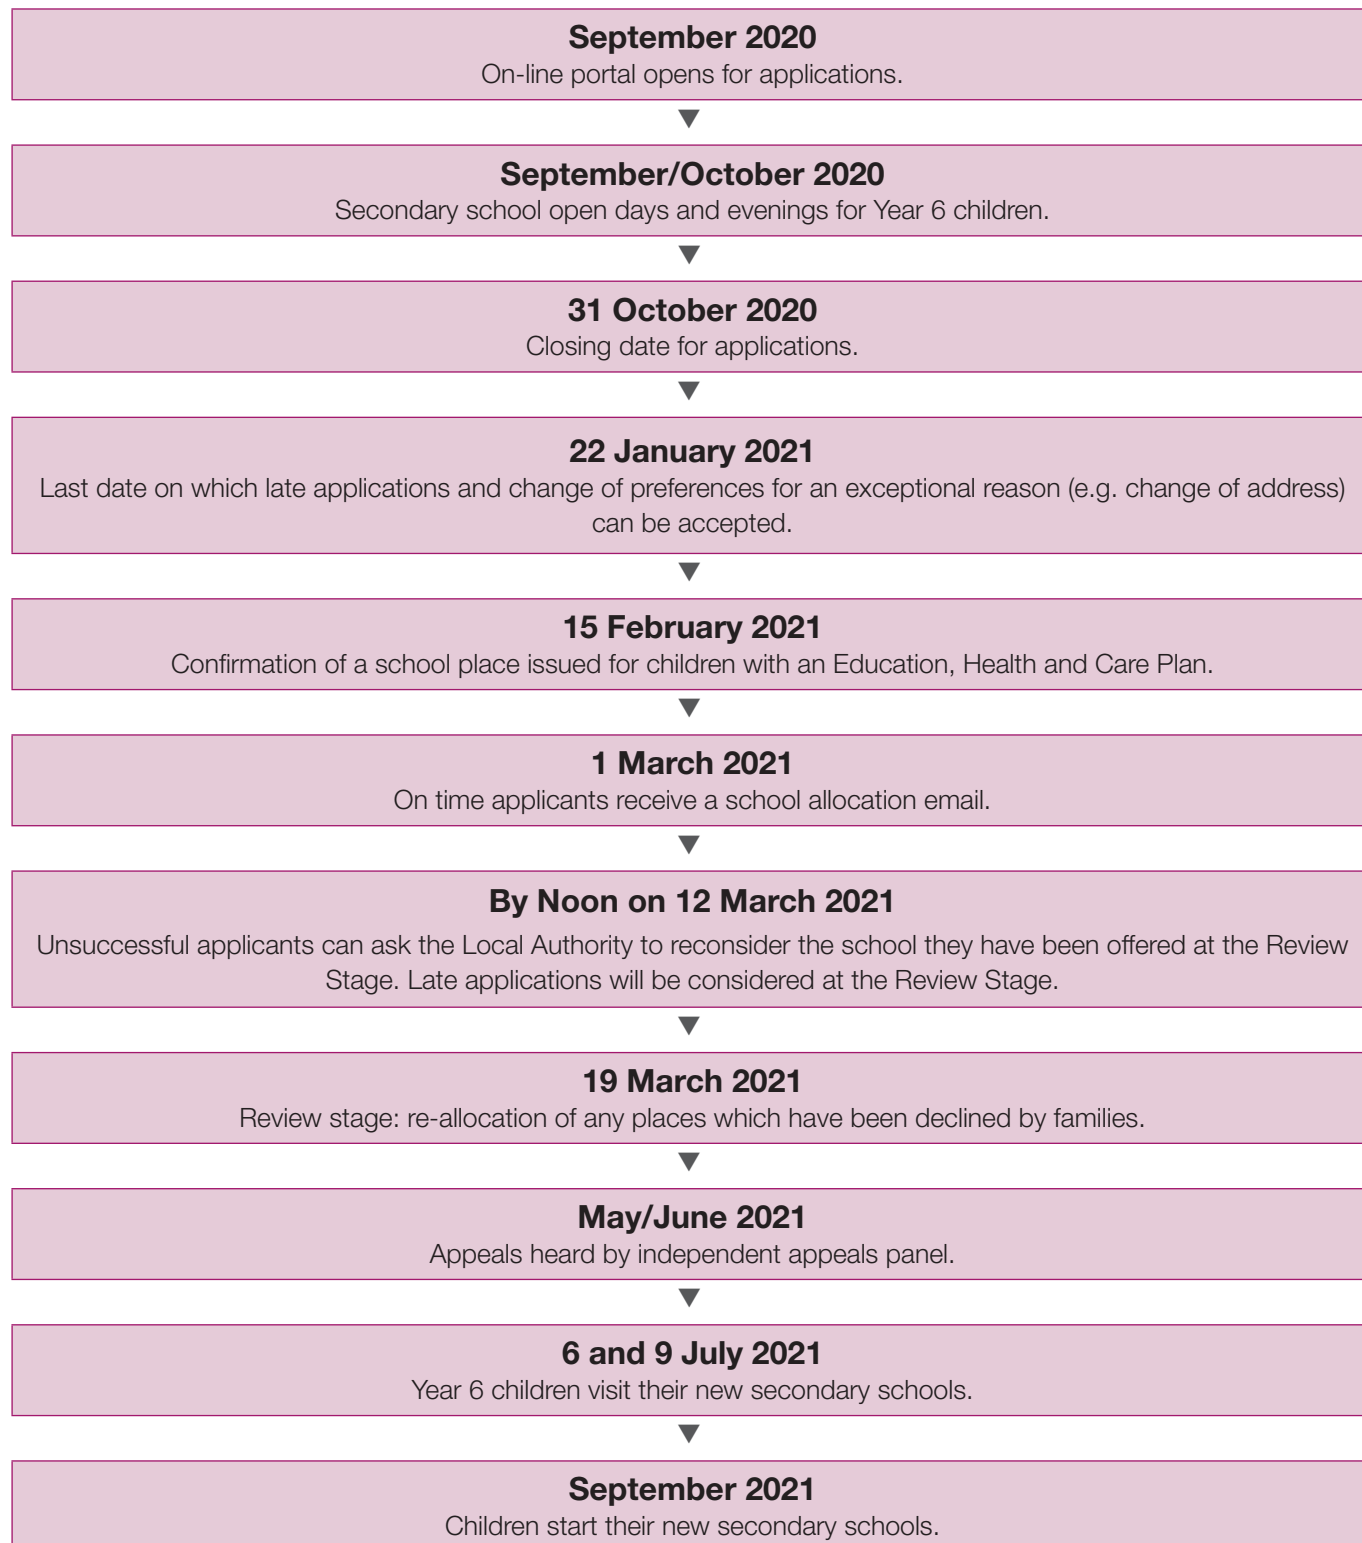 September 2020
On-line portal opens for applications.
September/October 2020
Secondary school open days and evenings for Year 6 children.
31 October 2020
Closing date for applications.
22 January 2021
Last date on which late applications and change of preferences for an exceptional reason (e.g. change of address)
can be accepted.
15 February 2021
Confirmation of a school place issued for children with an Education, Health and Care Plan.
1 March 2021
On time applicants receive a school allocation email.
By Noon on 12 March 2021
Unsuccessful applicants can ask the Local Authority to reconsider the school they have been offered at the Review
Stage. Late applications will be considered at the Review Stage.
19 March 2021
Review stage: re-allocation of any places which have been declined by families.
May/June 2021
Appeals heard by independent appeals panel.
6 and 9 July 2021
Year 6 children visit their new secondary schools.
September 2021
Children start their new secondary schools.